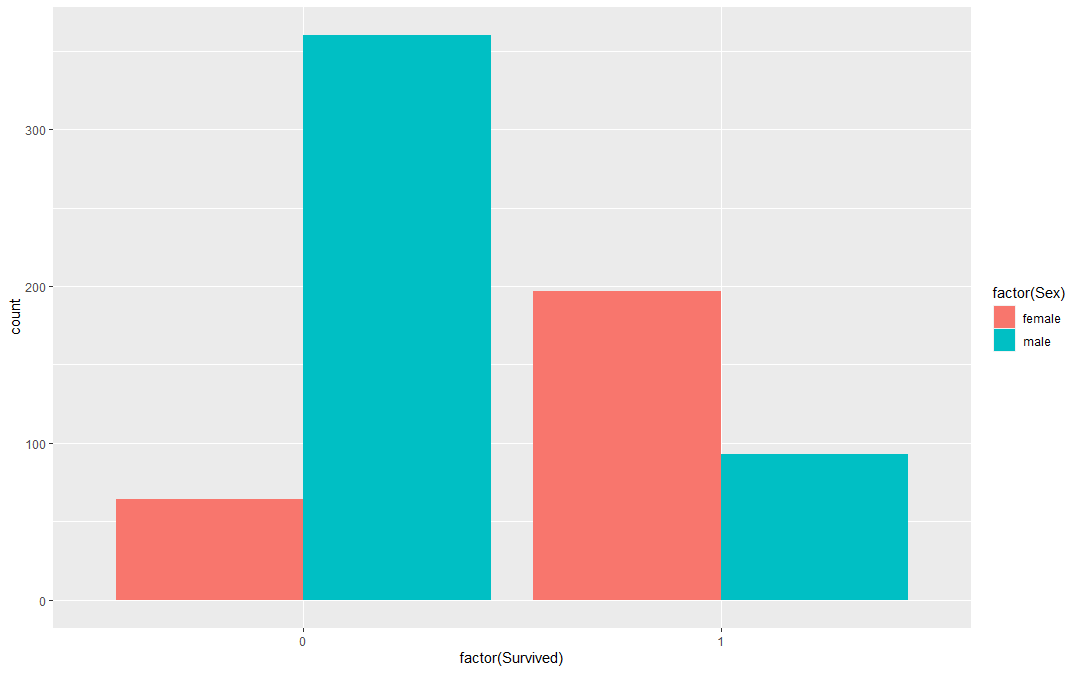 300
200
100
0
count
0 1
factor(Survived)
factor(Sex)
female
male